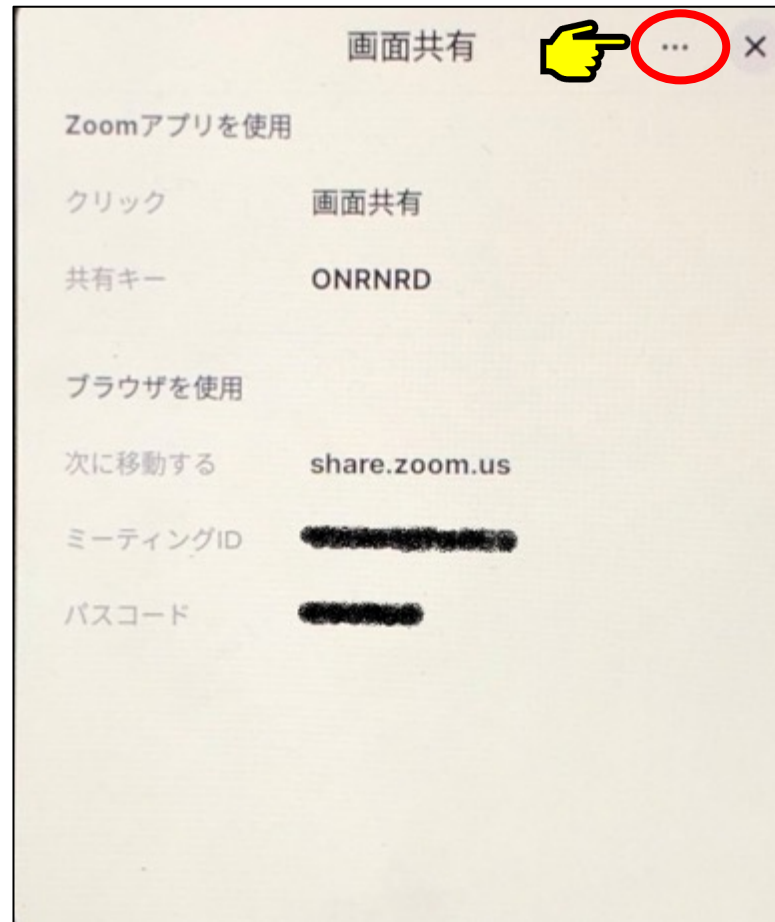 画面共有 ... ×
Zoomアプリを使用
クリック 画面共有
共有キー ONRNRD
ブラウザを使用
次に移動する share.zoom.us
ミーティングID
パスコード